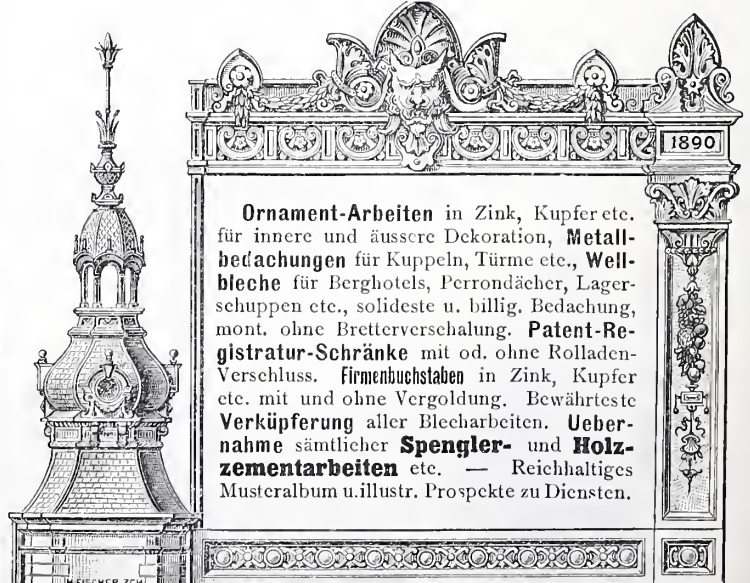 1890
Ornament-Arbeiten in Zink, Kupfer etc.
für innere und äussere Dekoration, Metall-
bedachungen für Kuppeln, Türme etc., Well-
bleche für Berghotels, Perrondächer, Lager-
schuppen etc., solideste u. billig. Bedachung,
mont. ohne Bretterverschalung. Patent-Re-
gistratur-Schränke mit od. ohne Rolladen-
Verschluss. Firmenbuchstaben in Zink, Kupfer
etc. mit und ohne Vergoldung. Bewährteste
Verküpferung aller Blecharbeiten. Ueber-
nahme sämtlicher Spengler- und Holz-
zementarbeiten etc. — Reichhaltiges
Musteralbum u. illustr. Prospekte zu Diensten.